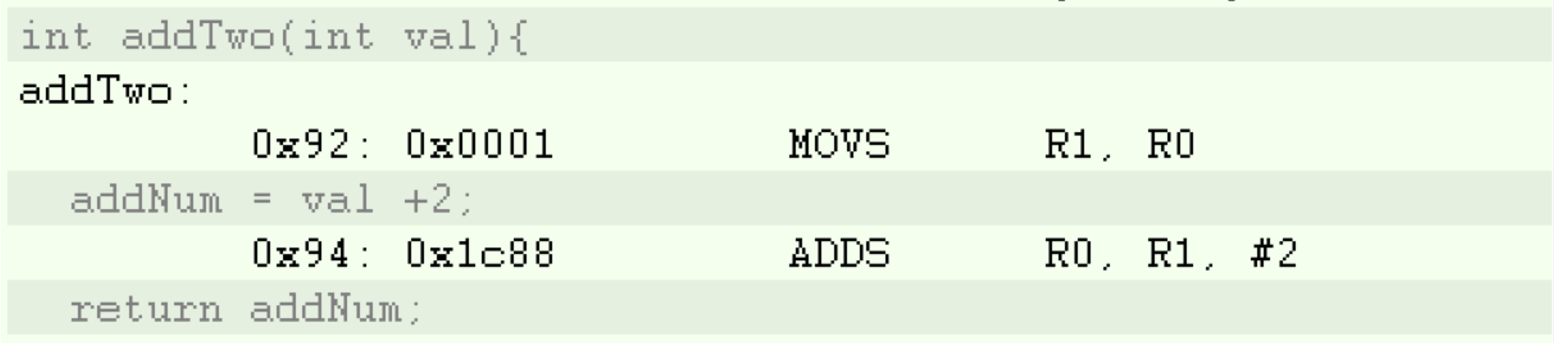 int addTwo(int val){
addTwo:
0x92: 0x0001 MOVS R1, R0
addNum = val +2;
0x94: 0x1c88 ADDS R0, R1, #2
return addNum;